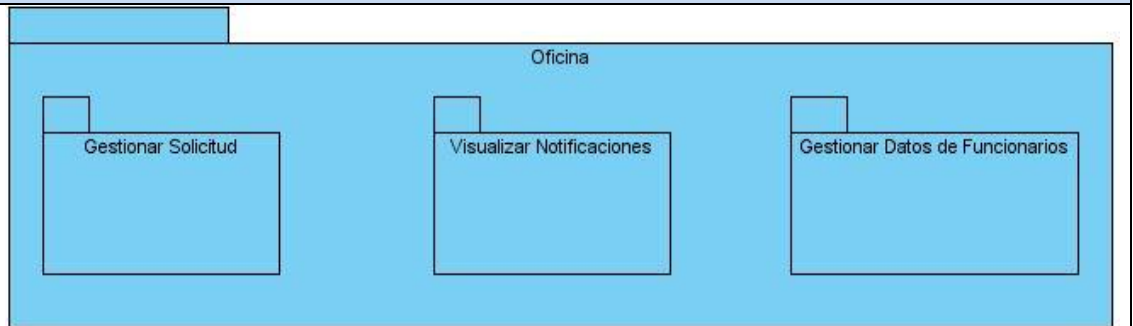 Oficina
Gestionar Solicitud
Visualizar Notificaciones
Gestionar Datos de Funcionarios